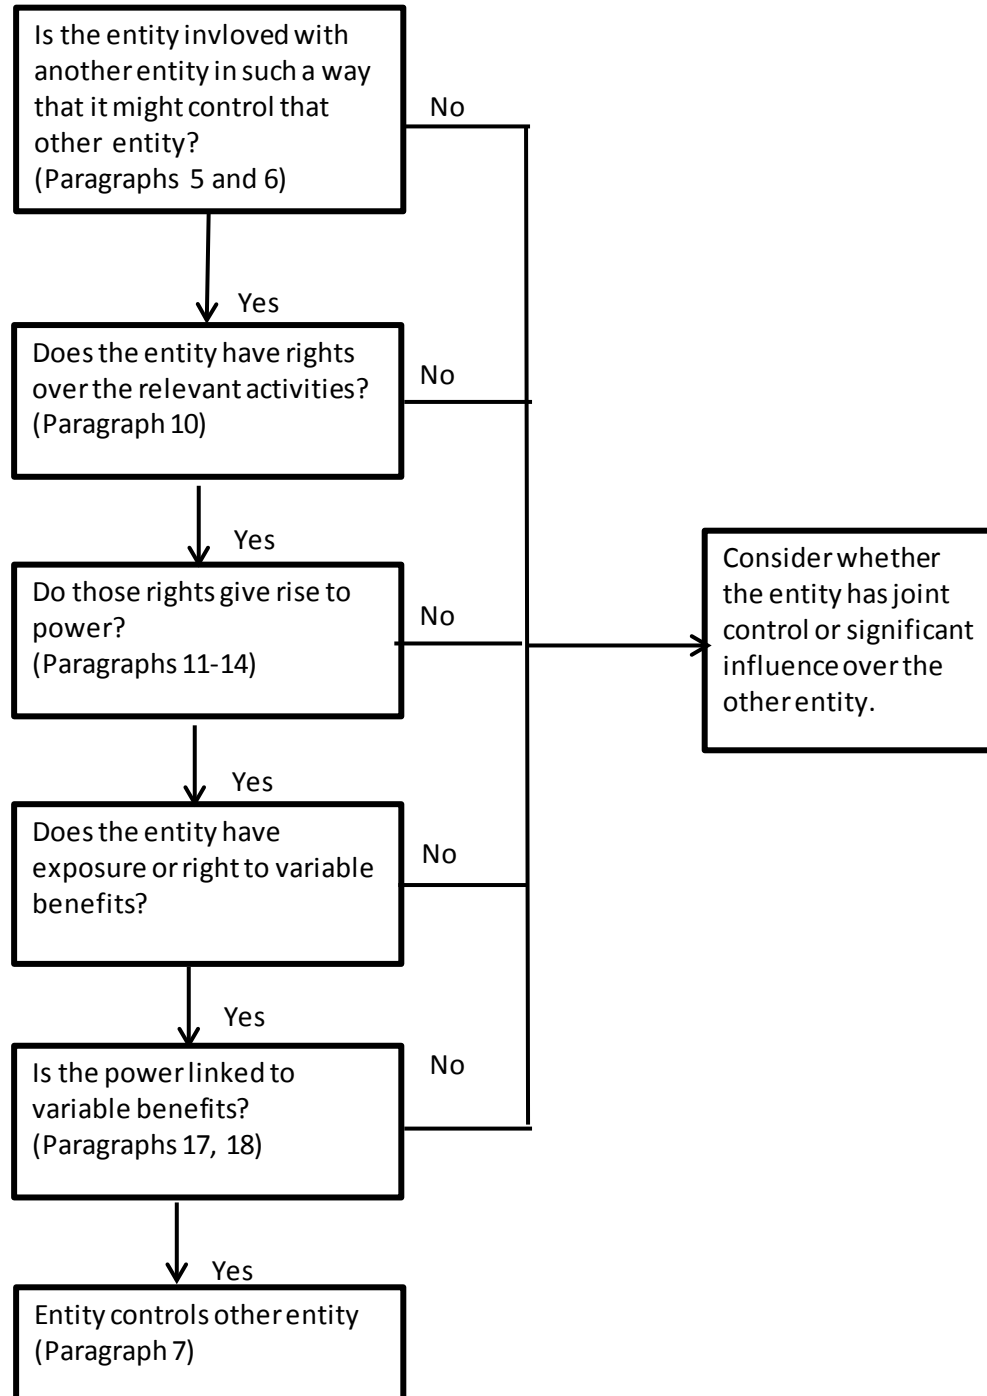 Is the entity invloved with
another entity in such a way
that it might control that
other entity?
(Paragraphs 5 and 6)
No
Yes
Does the entity have rights
over the relevant activities?
(Paragraph 10)
No
Yes
Do those rights give rise to
power?
(Paragraphs 11-14)
No
Consider whether
the entity has joint
control or significant
influence over the
other entity.
Yes
Does the entity have
exposure or right to variable
benefits?
No
Yes
Is the power linked to
variable benefits?
(Paragraphs 17, 18)
No
Yes
Entity controls other entity
(Paragraph 7)